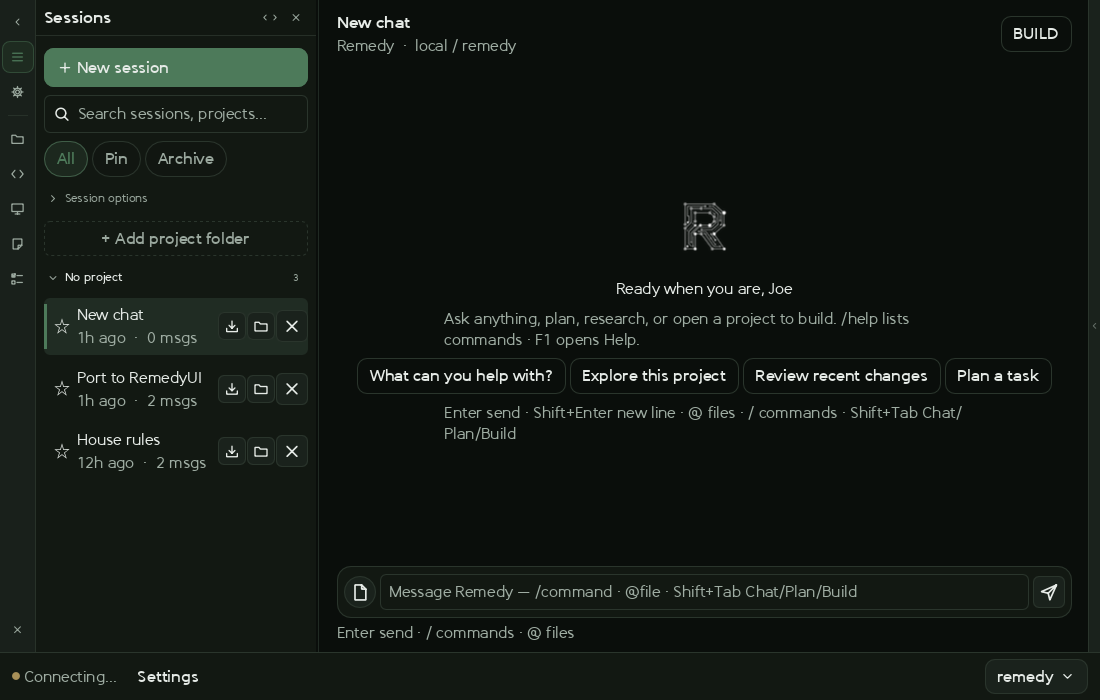 Sessions
New session
Search sessions, projects...
All
Pin
Archive
Session options
+ Add project folder
No project
3
New chat
1h ago · 0 msgs
Port to RemedyUI
1h ago · 2 msgs
House rules
12h ago · 2 msgs
New chat
Remedy · local / remedy
BUILD
R
Ready when you are, Joe
Ask anything, plan, research, or open a project to build. /help lists
commands · F1 opens Help.
What can you help with?
Explore this project
Review recent changes
Plan a task
Enter send · Shift+Enter new line · @ files · / commands · Shift+Tab Chat/
Plan/Build
Message Remedy — /command · @file · Shift+Tab Chat/Plan/Build
Enter send · / commands · @ files
Connecting...
Settings
remedy